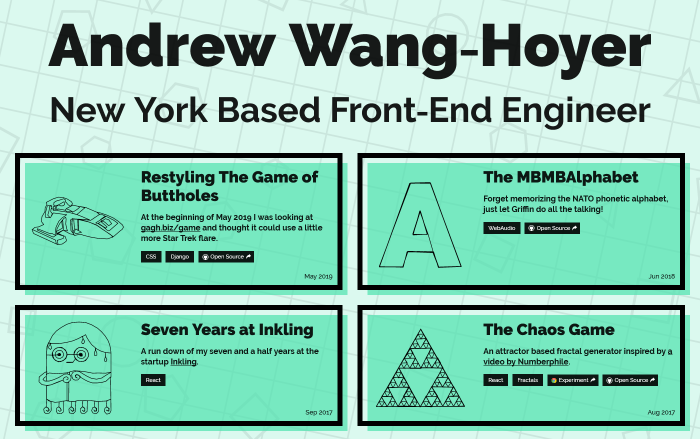 Andrew Wang-Hoyer
New York Based Front-End Engineer
Restyling The Game of
Buttholes
At the beginning of May 2019 I was looking at
gagh.biz/game and thought it could use a little
more Star Trek flare.
CSS Django Open Source
May 2019
The MBMBAlphabet
Forget memorizing the NATO phonetic alphabet,
just let Griffin do all the talking!
WebAudio Open Source
Jun 2016
Seven Years at Inkling
A run down of my seven and a half years at the
startup Inkling.
React
Sep 2017
The Chaos Game
An attractor based fractal generator inspired by a
video by Numberphile.
React Fractals Experiment Open Source
Aug 2017